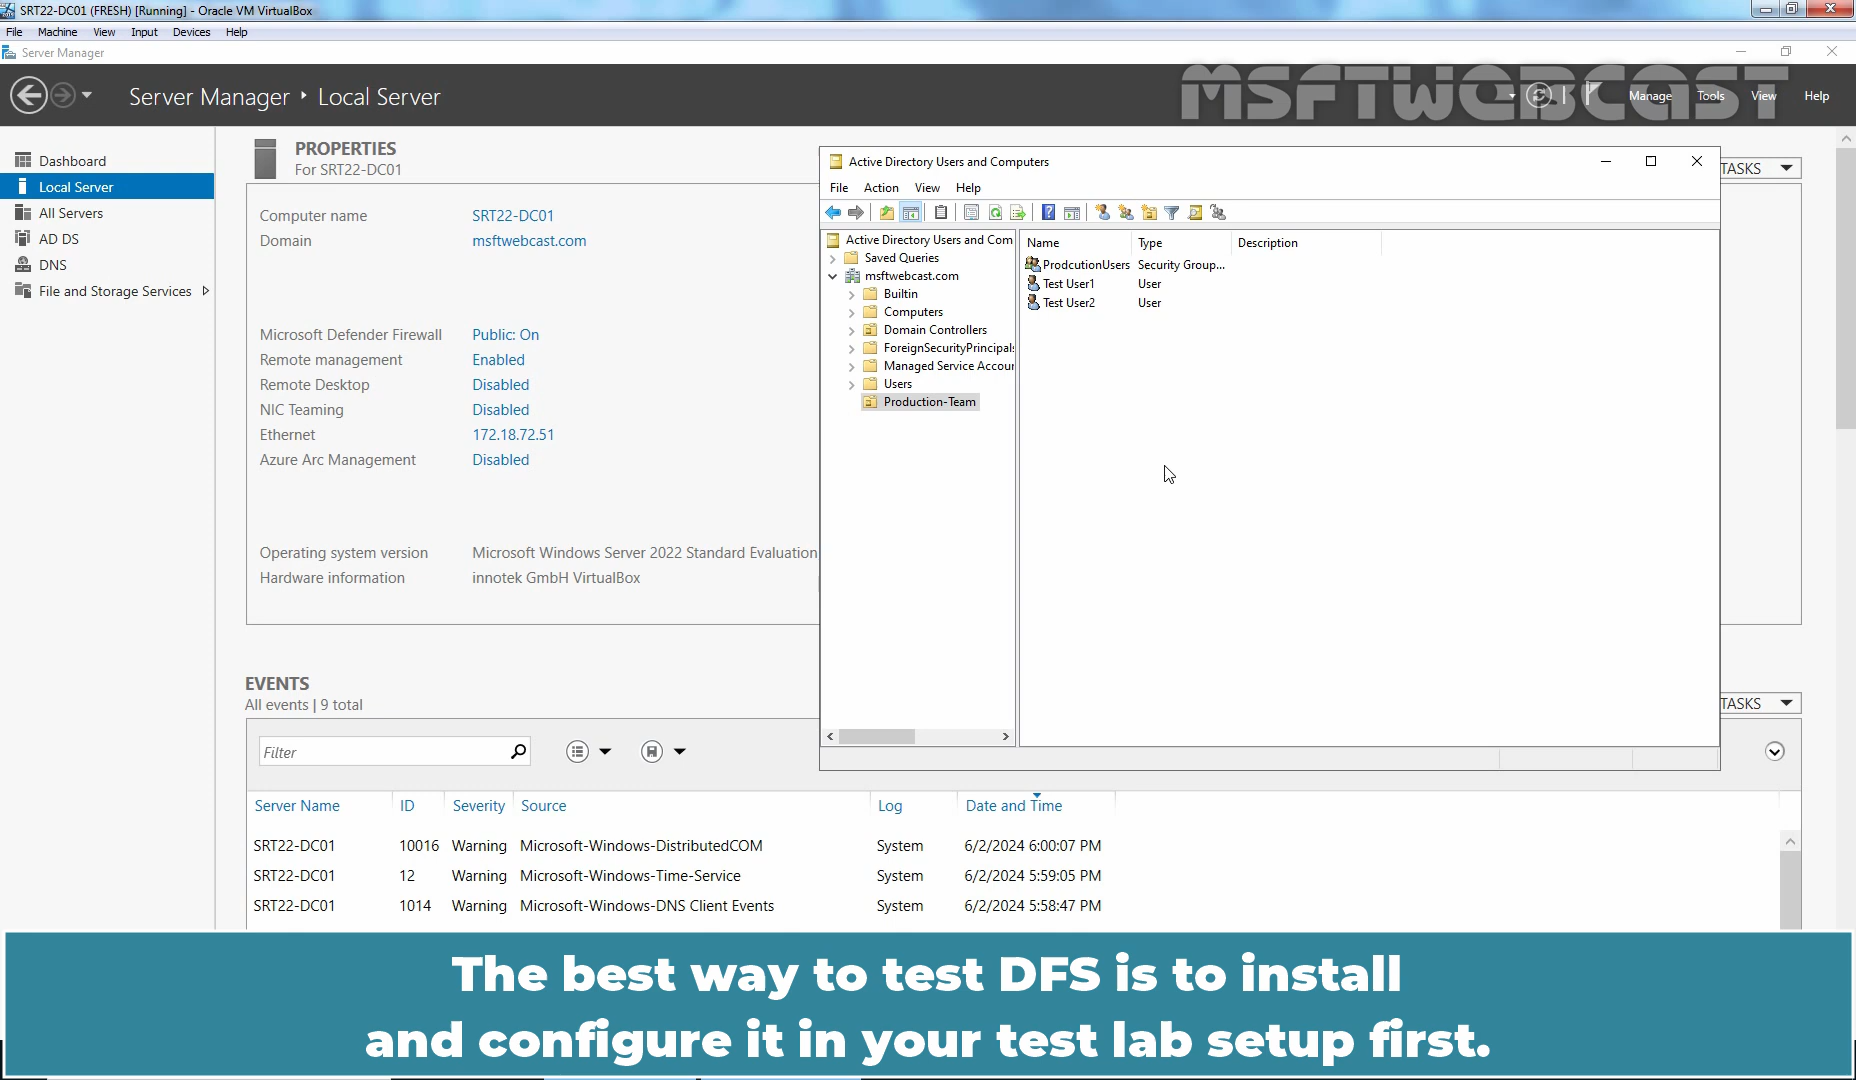 SRT22-DC01 (FRESH) [Running] - Oracle VM VirtualBox
File Machine View Input Devices Help
Server Manager
Server Manager ‣ Local Server
MSFTWEBCAST
Manage Tools View Help
Dashboard
Local Server
All Servers
AD DS
DNS
File and Storage Services
PROPERTIES
For SRT22-DC01
TASKS
Computer name SRT22-DC01
Domain msftwebcast.com
Microsoft Defender Firewall Public: On
Remote management Enabled
Remote Desktop Disabled
NIC Teaming Disabled
Ethernet 172.18.72.51
Azure Arc Management Disabled
Operating system version Microsoft Windows Server 2022 Standard Evaluation
Hardware information innotek GmbH VirtualBox
Active Directory Users and Computers
File Action View Help
Active Directory Users and Com
Saved Queries
msftwebcast.com
Builtin
Computers
Domain Controllers
ForeignSecurityPrincipals
Managed Service Accour
Users
Production-Team
Name Type Description
ProdcutionUsers Security Group...
Test User1 User
Test User2 User
EVENTS
All events | 9 total
TASKS
Filter
Server Name ID Severity Source Log Date and Time
SRT22-DC01 10016 Warning Microsoft-Windows-DistributedCOM System 6/2/2024 6:00:07 PM
SRT22-DC01 12 Warning Microsoft-Windows-Time-Service System 6/2/2024 5:59:05 PM
SRT22-DC01 1014 Warning Microsoft-Windows-DNS Client Events System 6/2/2024 5:58:47 PM
The best way to test DFS is to install
and configure it in your test lab setup first.